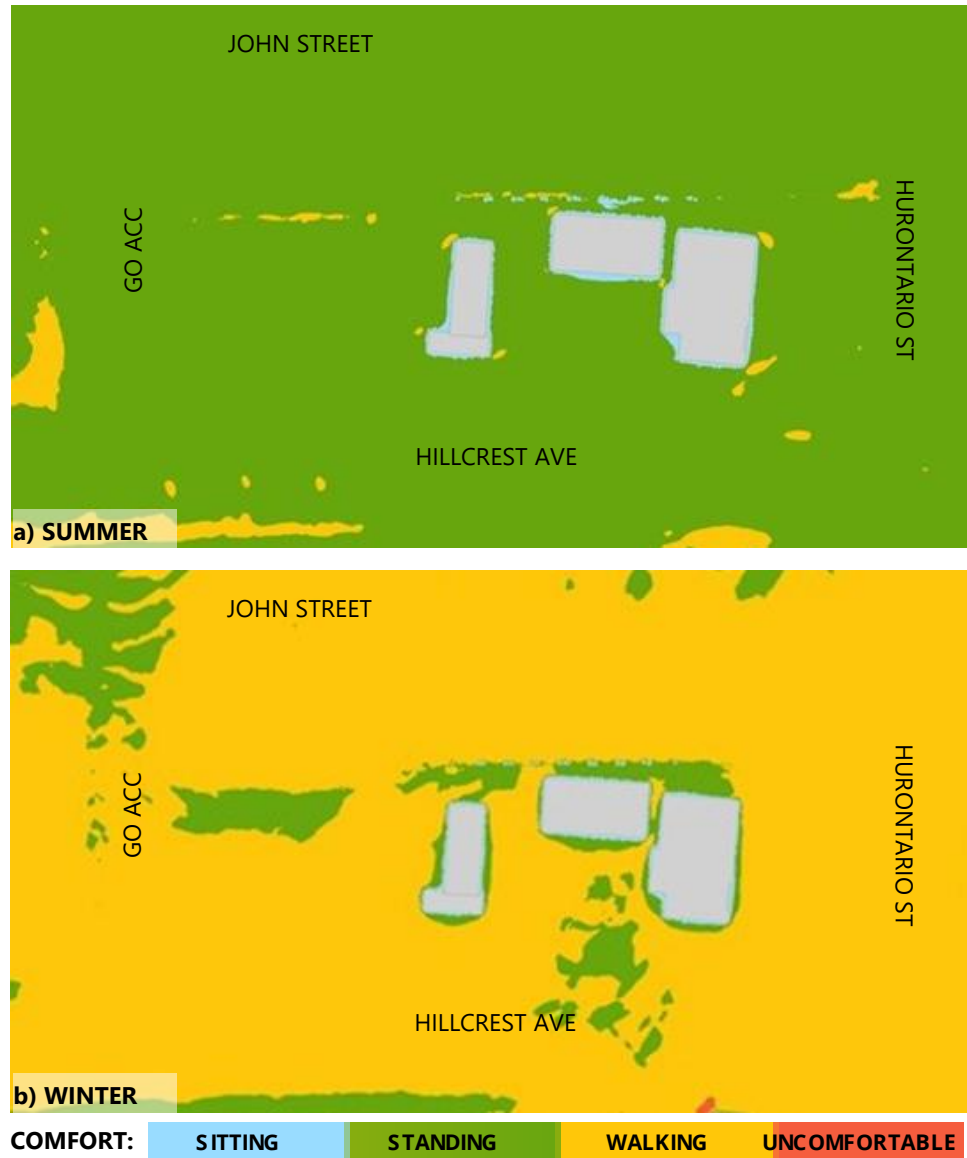 JOHN STREET
GO ACC
HURONTARIO ST
HILLCREST AVE
a) SUMMER
JOHN STREET
GO ACC
HURONTARIO ST
HILLCREST AVE
b) WINTER
COMFORT: SITTING STANDING WALKING UNCOMFORTABLE